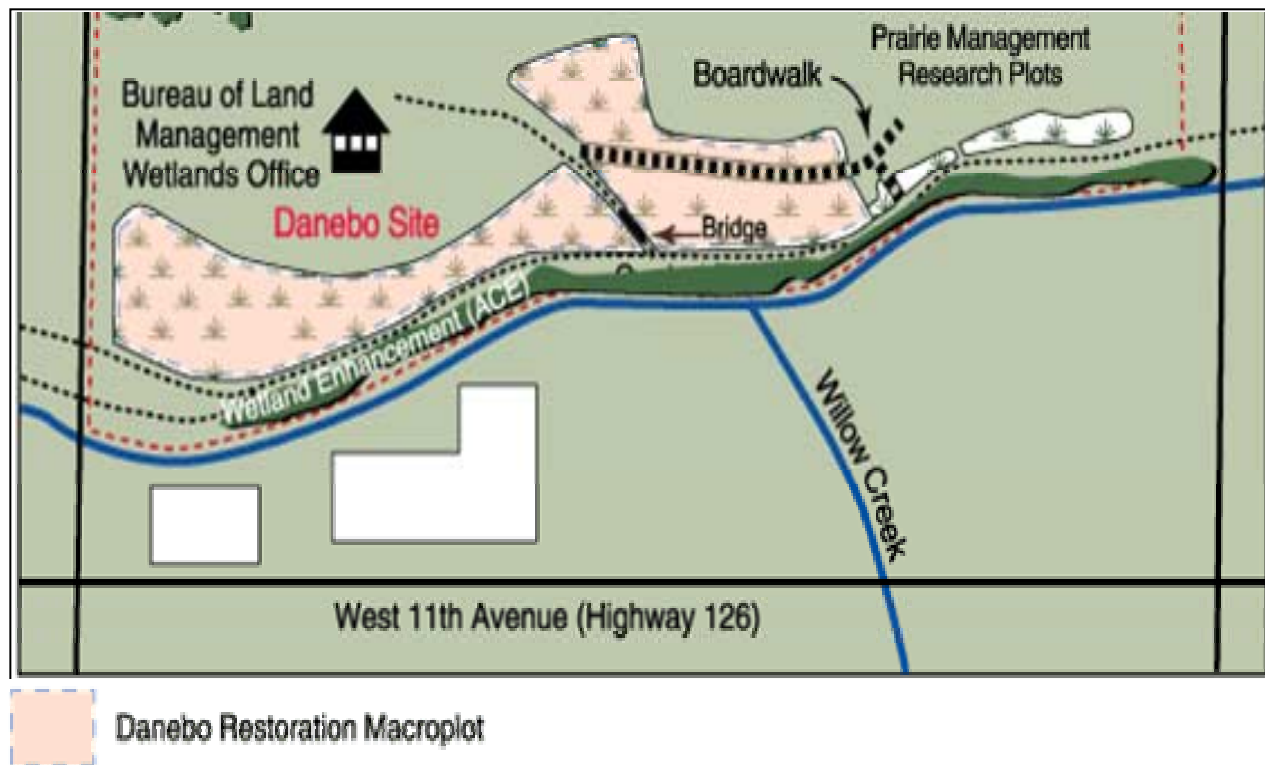 Prairie Management
Research Plots
Boardwalk
Bureau of Land
Management
Wetlands Office
Danebo Site
Bridge
Wetland Enhancement (ACE)
Willow Creek
West 11th Avenue (Highway 126)
Danebo Restoration Macroplot